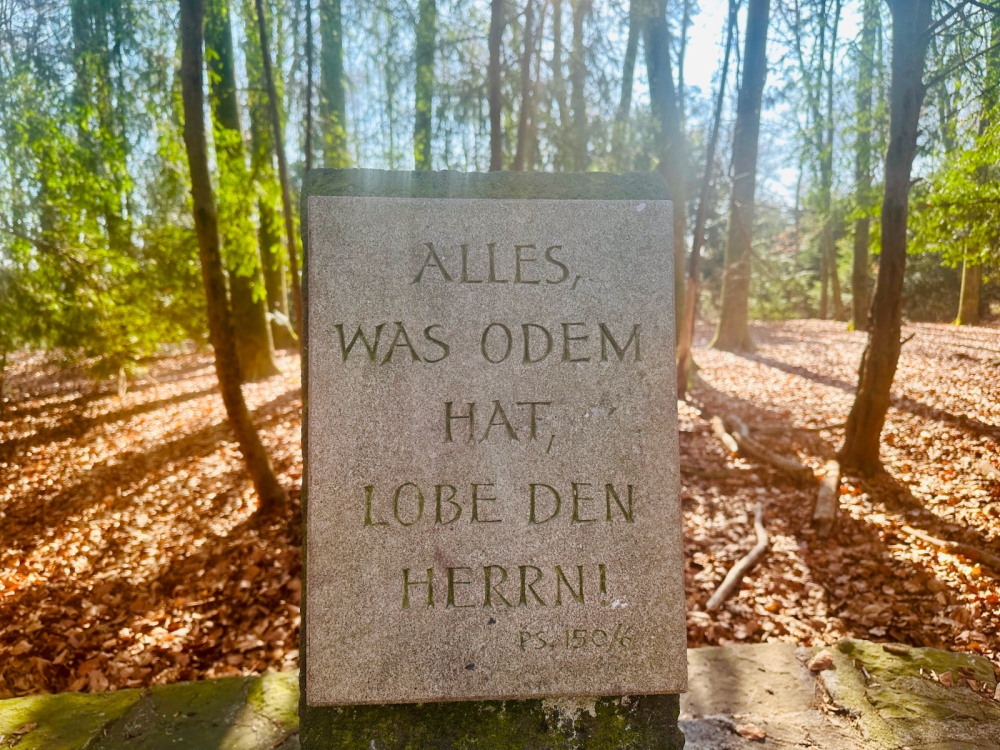 ALLES,
WAS ODEM
HAT,
LOBE DEN
HERRN!
PS. 150/6